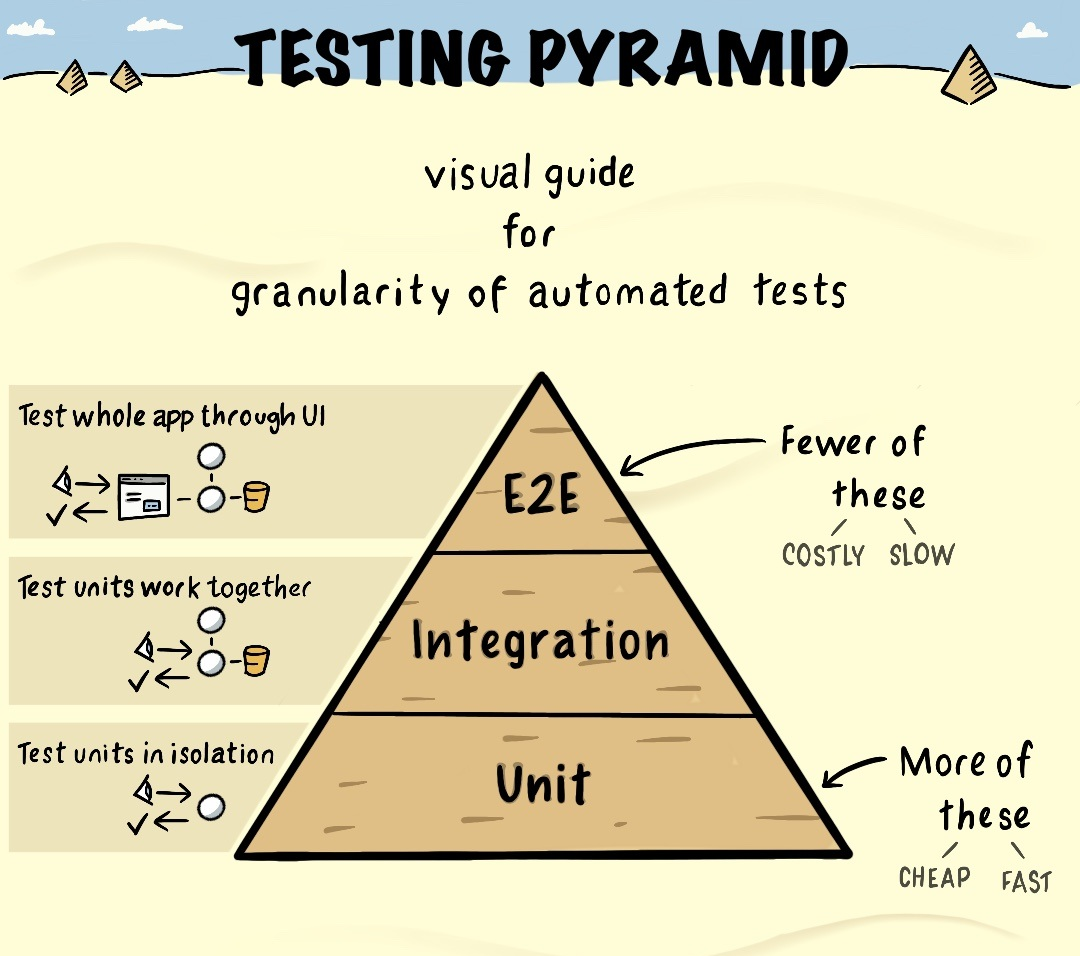 TESTING PYRAMID
visual guide
for
granularity of automated tests
Test whole app through UI
E2E
Fewer of
these
COSTLY SLOW
Test units work together
Integration
Test units in isolation
Unit
More of
these
CHEAP FAST